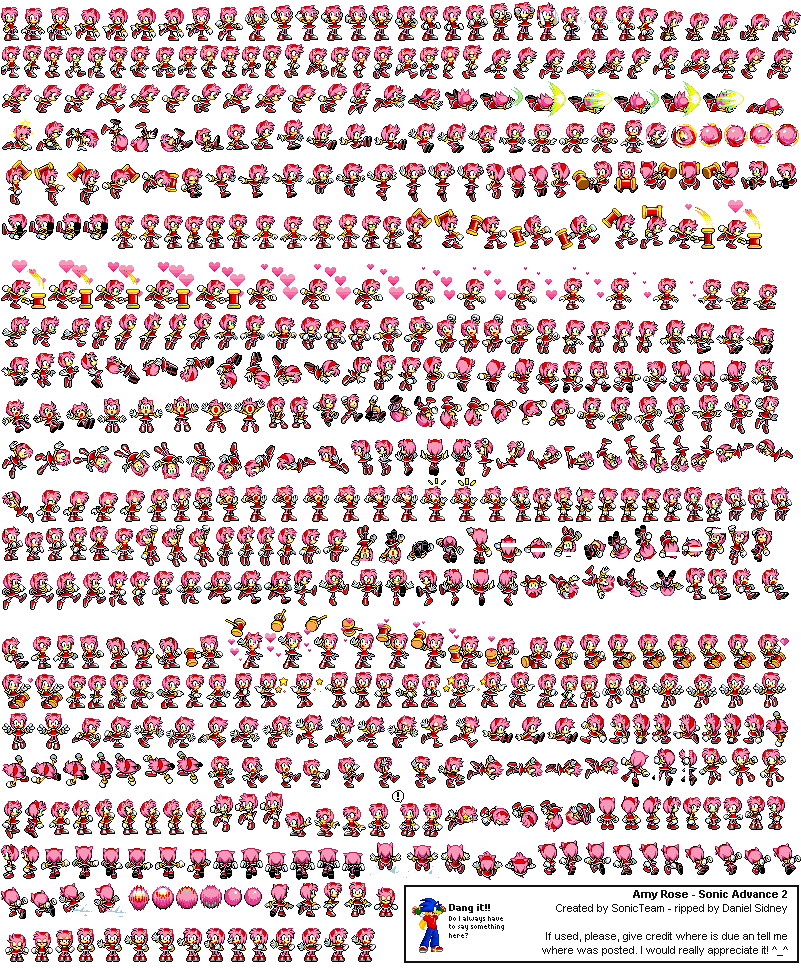 !
Amy Rose - Sonic Advance 2
Created by SonicTeam - ripped by Daniel Sidney
Dang it!!
Do I always have
to say something
here?
If used, please, give credit where is due an tell me
where was posted. I would really appreciate it! ^_^